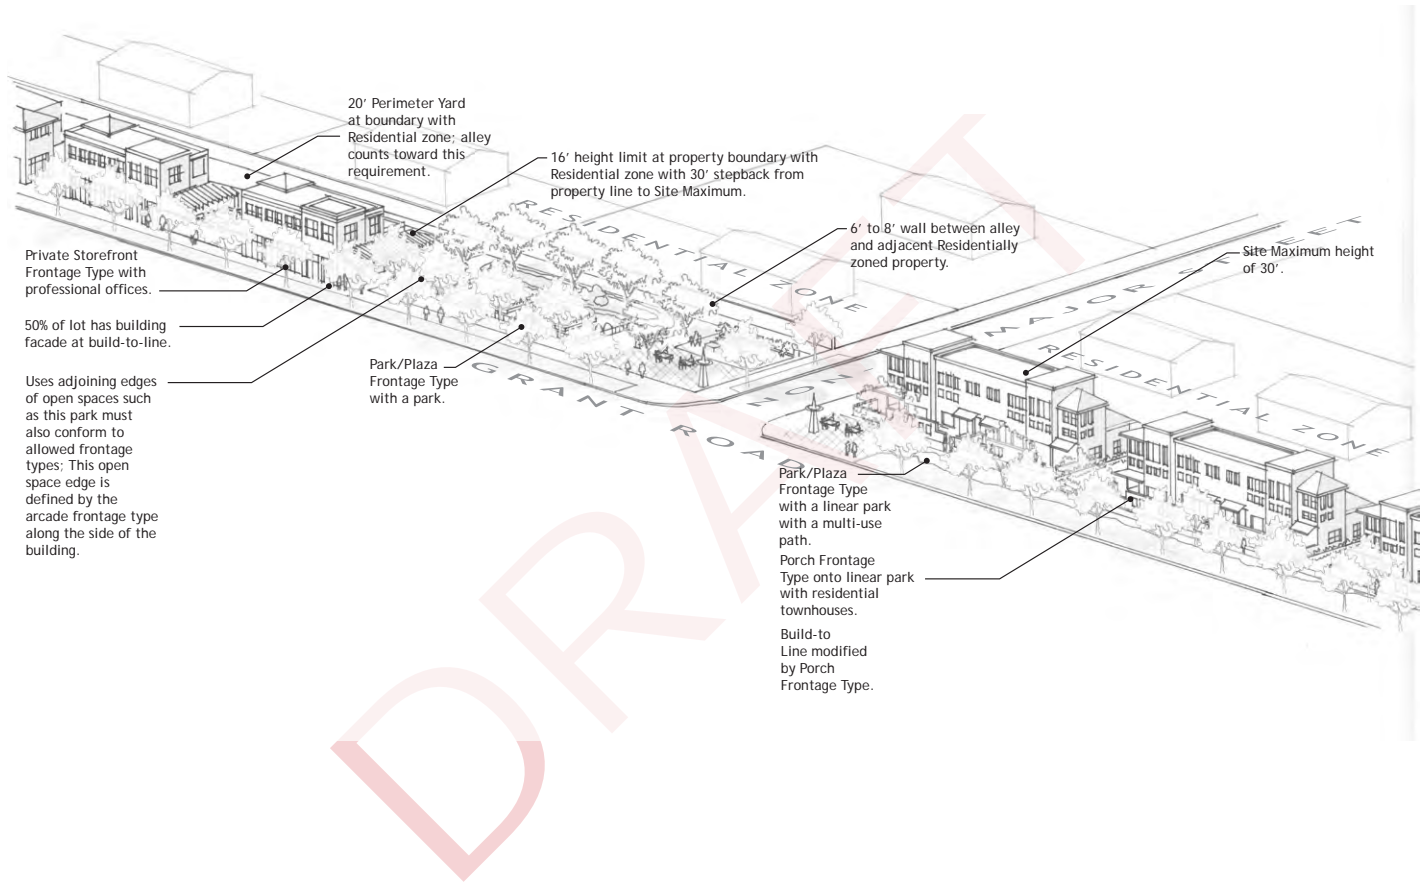 20' Perimeter Yard
at boundary with
Residential zone; alley
counts toward this
requirement.
16' height limit at property boundary with
Residential zone with 30' stepback from
property line to Site Maximum.
6' to 8' wall between alley
and adjacent Residentially
zoned property.
Site Maximum height
of 30'.
Private Storefront
Frontage Type with
professional offices.
50% of lot has building
facade at build-to-line.
Uses adjoining edges
of open spaces such
as this park must
also conform to
allowed frontage
types; This open
space edge is
defined by the
arcade frontage type
along the side of the
building.
Park/Plaza
Frontage Type
with a park.
Park/Plaza
Frontage Type
with a linear park
with a multi-use
path.
Porch Frontage
Type onto linear park
with residential
townhouses.
Build-to
Line modified
by Porch
Frontage Type.
RESIDENTIAL ZONE
MAJOR STREET
RESIDENTIAL ZONE
GRANT ROAD
DRAFT